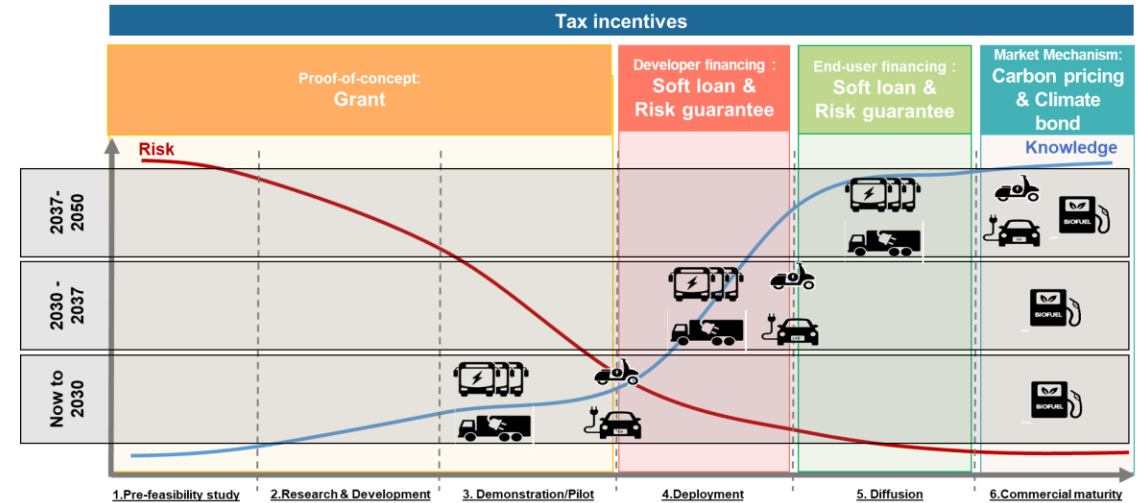 Tax incentives
Proof-of-concept:
Grant
Developer financing :
Soft loan &
Risk guarantee
End-user financing :
Soft loan &
Risk guarantee
Market Mechanism:
Carbon pricing
& Climate
bond
Risk
Knowledge
2037-
2050
BIOFUEL
2030 -
2037
BIOFUEL
Now to
2030
BIOFUEL
1.Pre-feasibility study
2.Research & Development
3. Demonstration/Pilot
4.Deployment
5. Diffusion
6.Commercial maturity